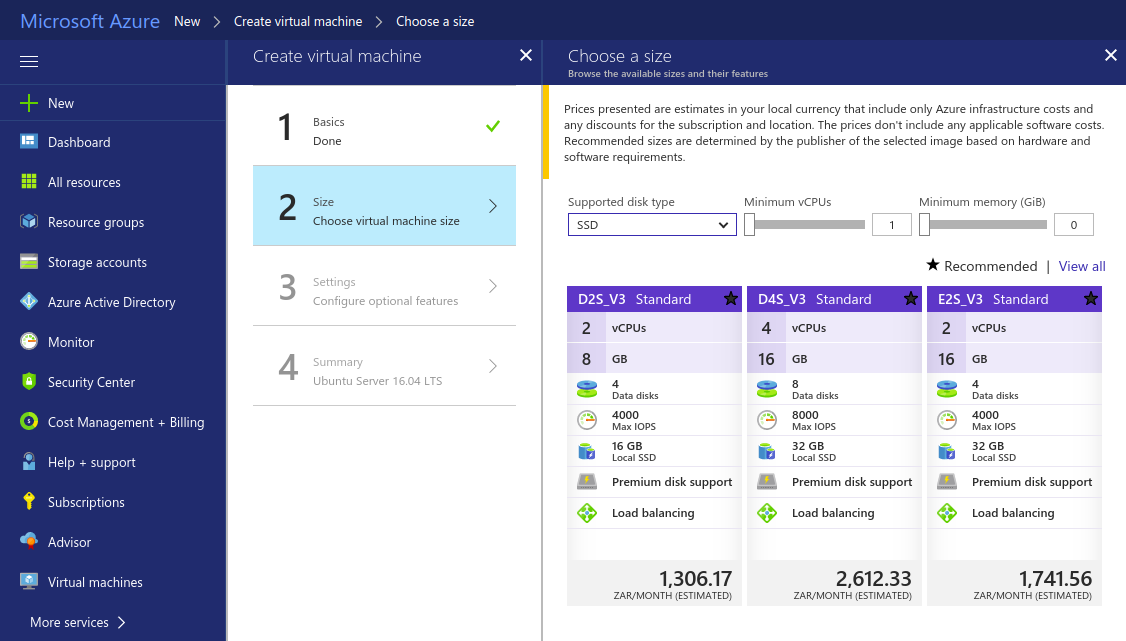 Microsoft Azure New > Create virtual machine > Choose a size
New
Dashboard
All resources
Resource groups
Storage accounts
Azure Active Directory
Monitor
Security Center
Cost Management + Billing
Help + support
Subscriptions
Advisor
Virtual machines
More services >
Create virtual machine
1
Basics
Done
2
Size
Choose virtual machine size
3
Settings
Configure optional features
4
Summary
Ubuntu Server 16.04 LTS
Choose a size
Browse the available sizes and their features
Prices presented are estimates in your local currency that include only Azure infrastructure costs and
any discounts for the subscription and location. The prices don't include any applicable software costs.
Recommended sizes are determined by the publisher of the selected image based on hardware and
software requirements.
Supported disk type
SSD
Minimum vCPUs
1
Minimum memory (GiB)
0
★ Recommended | View all
D2S_V3 Standard
2 vCPUs
8 GB
4
Data disks
4000
Max IOPS
16 GB
Local SSD
Premium disk support
Load balancing
1,306.17
ZAR/MONTH (ESTIMATED)
D4S_V3 Standard
4 vCPUs
16 GB
8
Data disks
8000
Max IOPS
32 GB
Local SSD
Premium disk support
Load balancing
2,612.33
ZAR/MONTH (ESTIMATED)
E2S_V3 Standard
2 vCPUs
16 GB
4
Data disks
4000
Max IOPS
32 GB
Local SSD
Premium disk support
Load balancing
1,741.56
ZAR/MONTH (ESTIMATED)